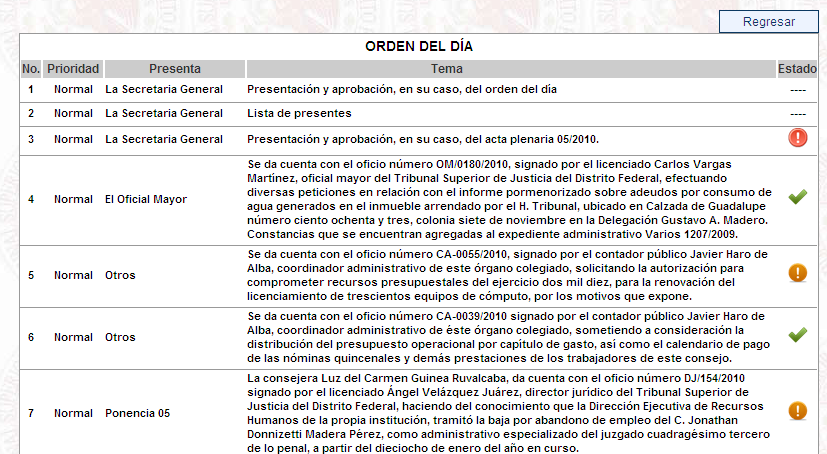 Regresar
ORDEN DEL DÍA
No. Prioridad Presenta Tema Estado
1 Normal La Secretaria General Presentación y aprobación, en su caso, del orden del día ----
2 Normal La Secretaria General Lista de presentes ----
3 Normal La Secretaria General Presentación y aprobación, en su caso, del acta plenaria 05/2010.
Se da cuenta con el oficio número OM/0180/2010, signado por el licenciado Carlos Vargas
Martínez, oficial mayor del Tribunal Superior de Justicia del Distrito Federal, efectuando
diversas peticiones en relación con el informe pormenorizado sobre adeudos por consumo de
4 Normal El Oficial Mayor agua generados en el inmueble arrendado por el H. Tribunal, ubicado en Calzada de Guadalupe
número ciento ochenta y tres, colonia siete de noviembre en la Delegación Gustavo A. Madero.
Constancias que se encuentran agregadas al expediente administrativo Varios 1207/2009.
Se da cuenta con el oficio número CA-0055/2010, signado por el contador público Javier Haro de
Alba, coordinador administrativo de este órgano colegiado, solicitando la autorización para
5 Normal Otros comprometer recursos presupuestales del ejercicio dos mil diez, para la renovación del
licenciamiento de trescientos equipos de cómputo, por los motivos que expone.
Se da cuenta con el oficio número CA-0039/2010 signado por el contador público Javier Haro de
Alba, coordinador administrativo de éste órgano colegiado, sometiendo a consideración la
6 Normal Otros distribución del presupuesto operacional por capítulo de gasto, así como el calendario de pago
de las nóminas quincenales y demás prestaciones de los trabajadores de este consejo.
La consejera Luz del Carmen Guinea Ruvalcaba, da cuenta con el oficio número DJ/154/2010
signado por el licenciado Ángel Velázquez Juárez, director jurídico del Tribunal Superior de
Justicia del Distrito Federal, haciendo del conocimiento que la Dirección Ejecutiva de Recursos
7 Normal Ponencia 05 Humanos de la propia institución, tramitó la baja por abandono de empleo del C. Jonathan
Donnizetti Madera Pérez, como administrativo especializado del juzgado cuadragésimo tercero
de lo penal, a partir del dieciocho de enero del año en curso.